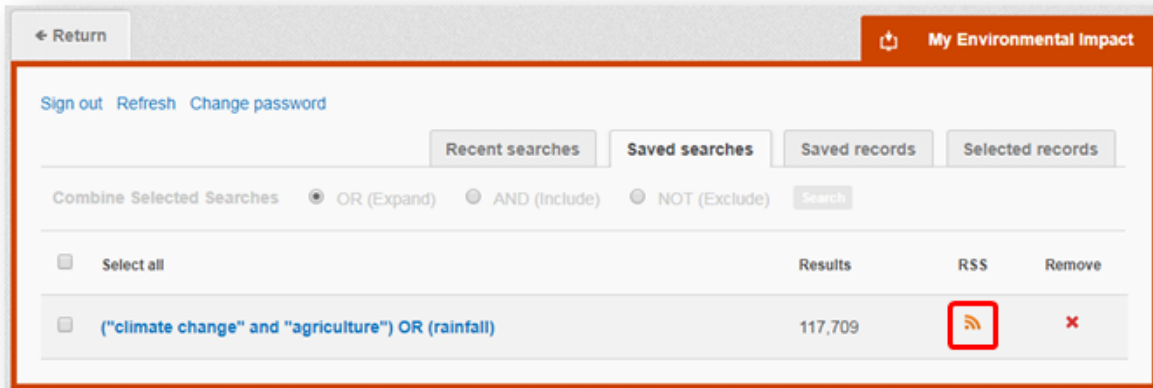 Return
My Environmental Impact
Sign out Refresh Change password
Recent searches Saved searches Saved records Selected records
Combine Selected Searches OR (Expand) AND (Include) NOT (Exclude) Search
Select all Results RSS Remove
("climate change" and "agriculture") OR (rainfall) 117,709